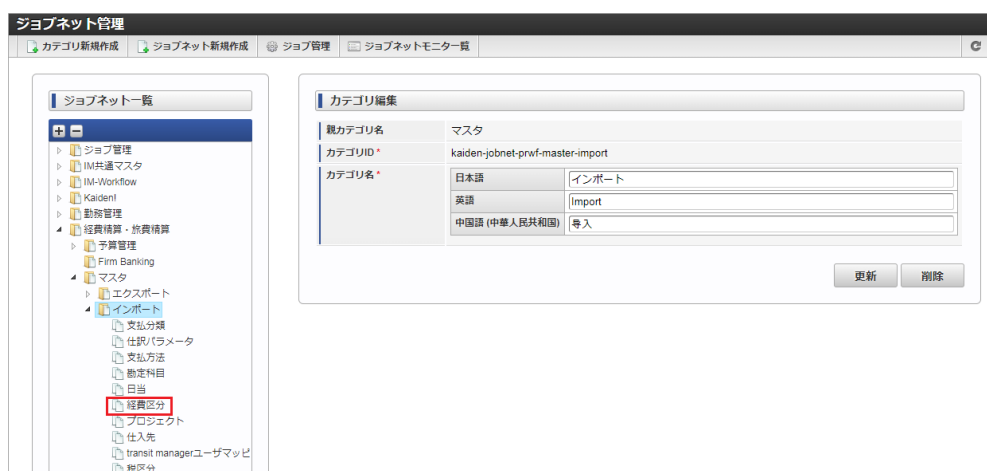 ジョブネット管理
カテゴリ新規作成 ジョブネット新規作成 ジョブ管理 ジョブネットモニター覧
ジョブネット一覧
ジョブ管理
IM共通マスタ
IM-Workflow
Kaiden!
勤務管理
経費精算・旅費精算
予算管理
Firm Banking
マスタ
エクスポート
インポート
支払分類
仕訳パラメータ
支払方法
勘定科目
日当
経費区分
プロジェクト
仕入先
transit managerユーザマッピ
税区分
カテゴリ編集
親カテゴリ名 マスタ
カテゴリID * kaiden-jobnet-prwf-master-import
カテゴリ名 *
日本語 インポート
英語 Import
中国語 (中華人民共和国) 导入
更新 削除